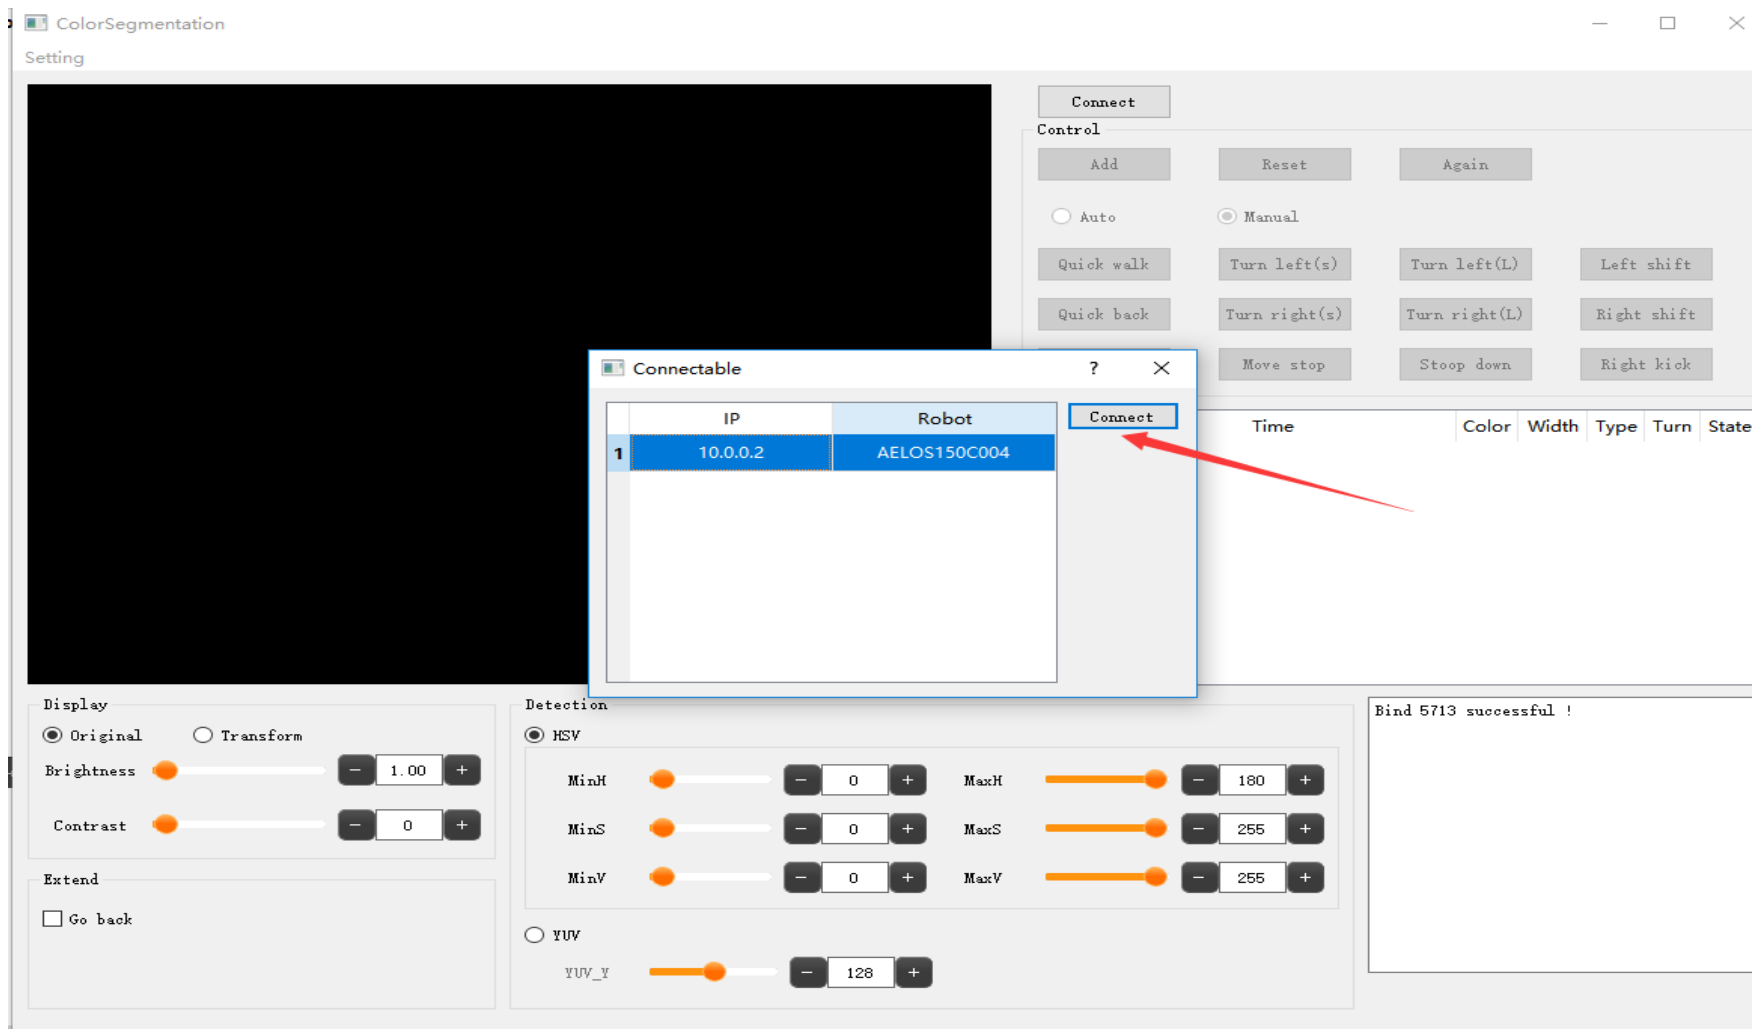 ColorSegmentation
Setting
Connect
Control
Add Reset Again
Auto Manual
Quick walk Turn left(s) Turn left(L) Left shift
Quick back Turn right(s) Turn right(L) Right shift
Move stop Stoop down Right kick
Connectable ?
IP Robot Connect
1 10.0.0.2 AELOS150C004
Time Color Width Type Turn State
Display
Original Transform
Brightness - 1.00 +
Contrast - 0 +
Extend
Go back
Detection
HSV
MinH - 0 + MaxH - 180 +
MinS - 0 + MaxS - 255 +
MinV - 0 + MaxV - 255 +
YUV
YUV_Y - 128 +
Bind 5713 successful !